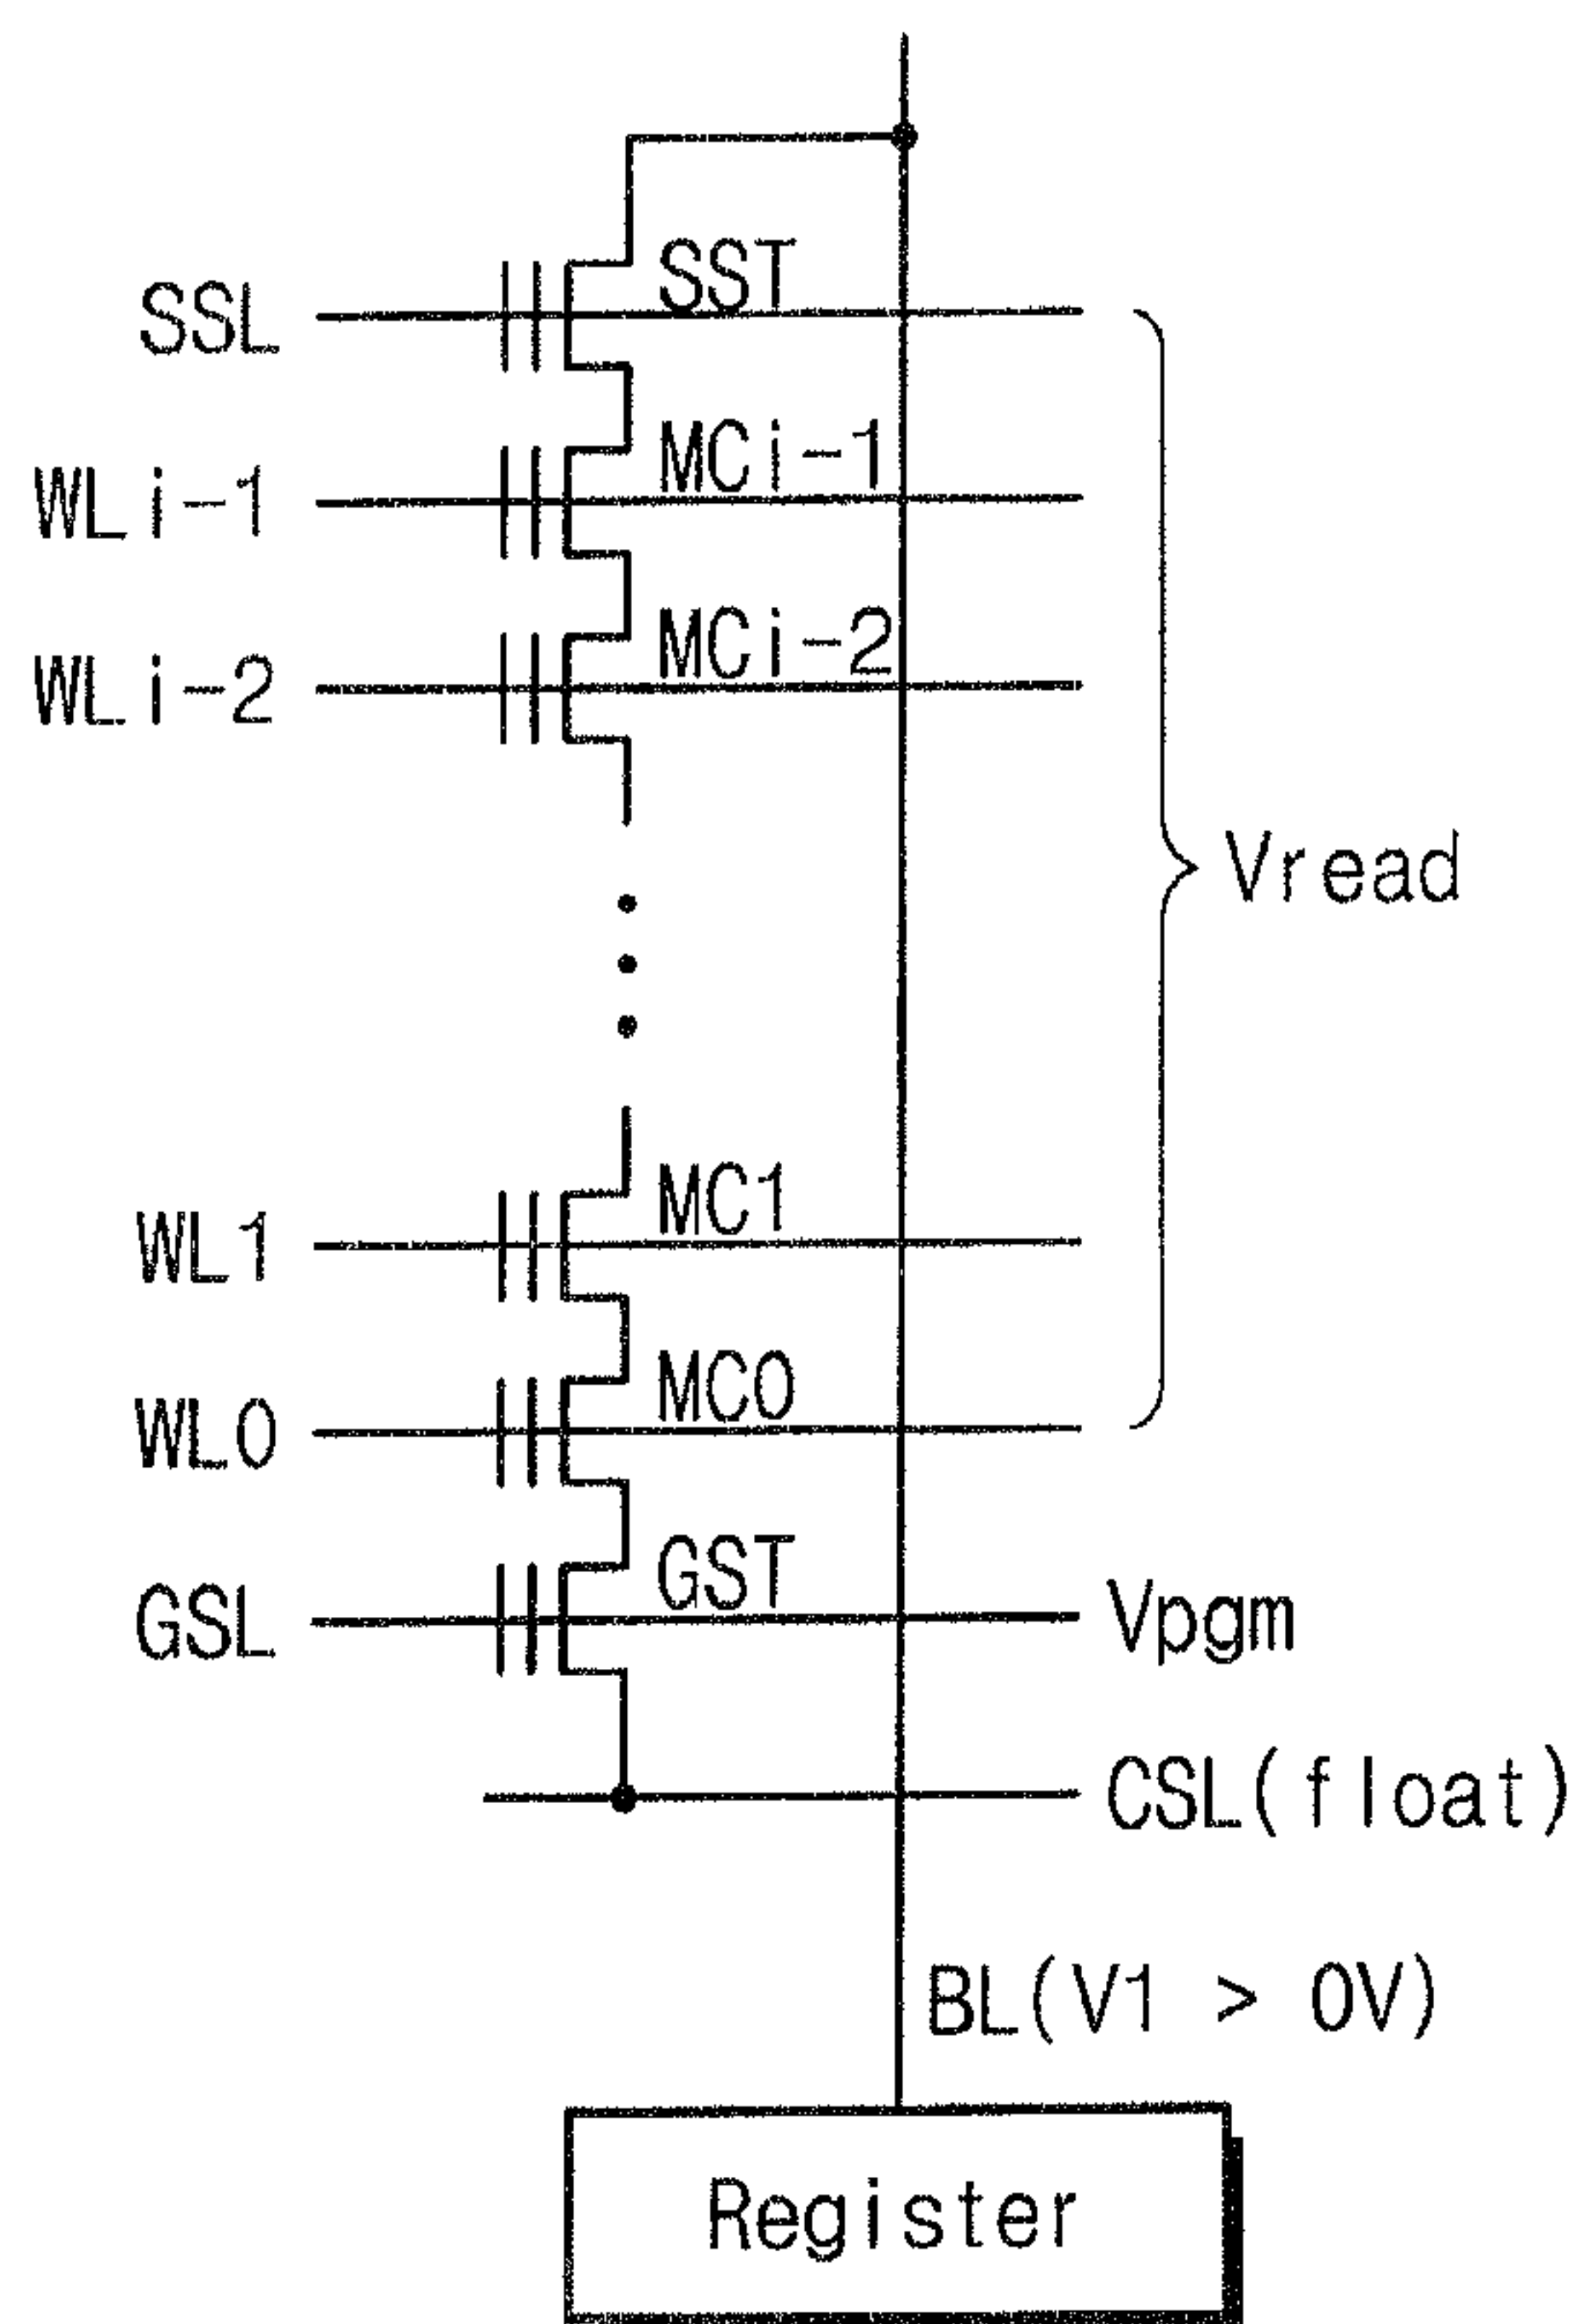 SST
SSL
MCi-1
WLi-1
MCi-2
WLi-2
Vread
MC1
WL1
MC0
WL0
GST
GSL
Vpgm
CSL(float)
BL(V1 > 0V)
Register